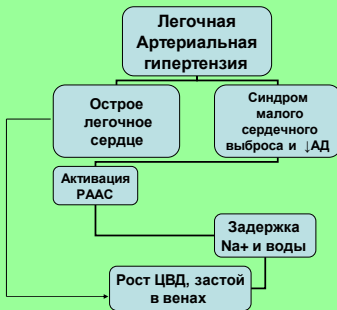 Легочная
Артериальная
гипертензия
Острое
легочное
сердце
Синдром
малого
сердечного
выброса и ↓АД
Активация
РААС
Задержка
Na+ и воды
Рост ЦВД, застой
в венах